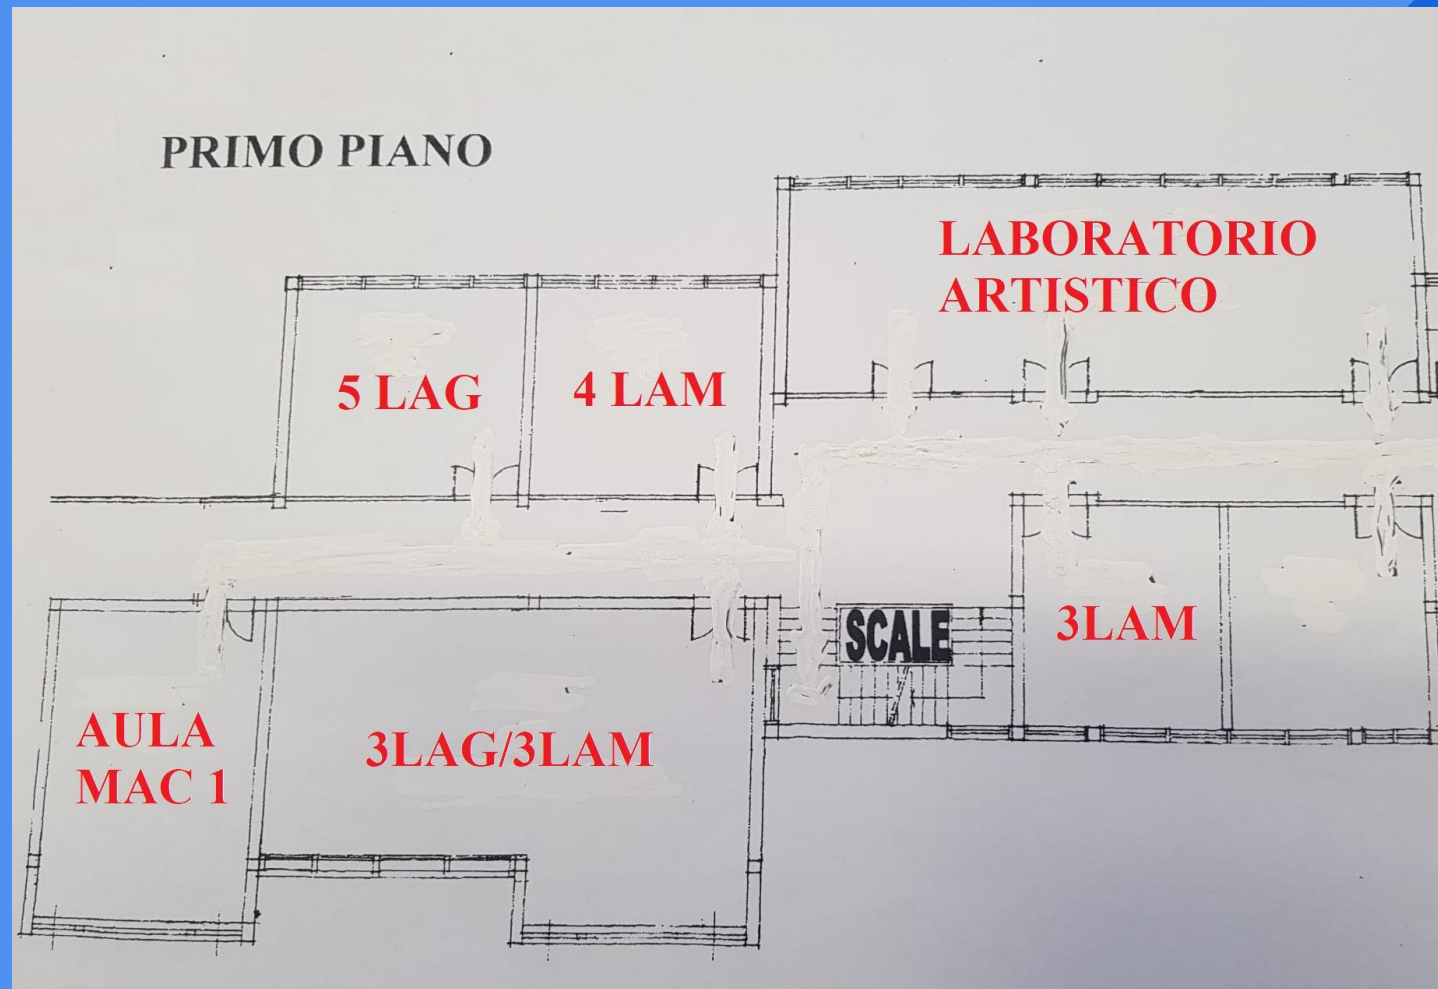 PRIMO PIANO
LABORATORIO
ARTISTICO
5 LAG
4 LAM
SCALE
3LAM
AULA
MAC 1
3LAG/3LAM